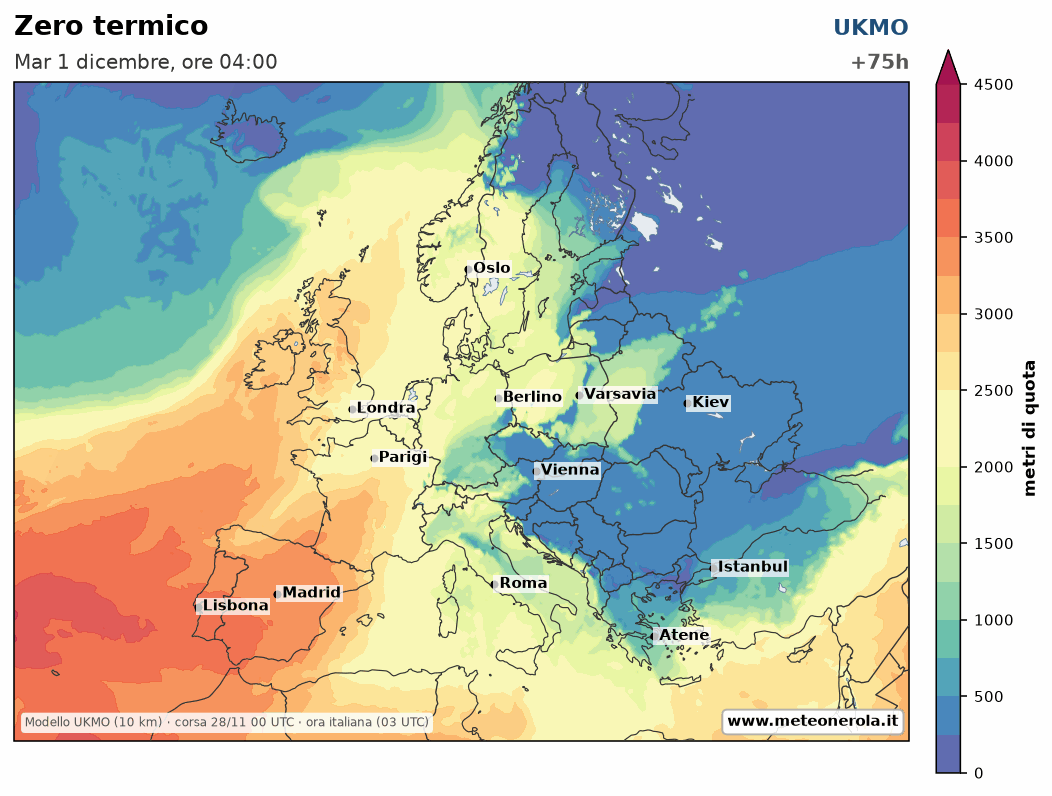 Zero termico
UKMO
Mar 1 dicembre, ore 04:00
+75h
4500
4000
3500
3000
2500
2000
1500
1000
500
0
metri di quota
Oslo
Londra
Berlino
Varsavia
Kiev
Parigi
Vienna
Istanbul
Roma
Madrid
Lisbona
Atene
Modello UKMO (10 km) · corsa 28/11 00 UTC · ora italiana (03 UTC)
www.meteonerola.it